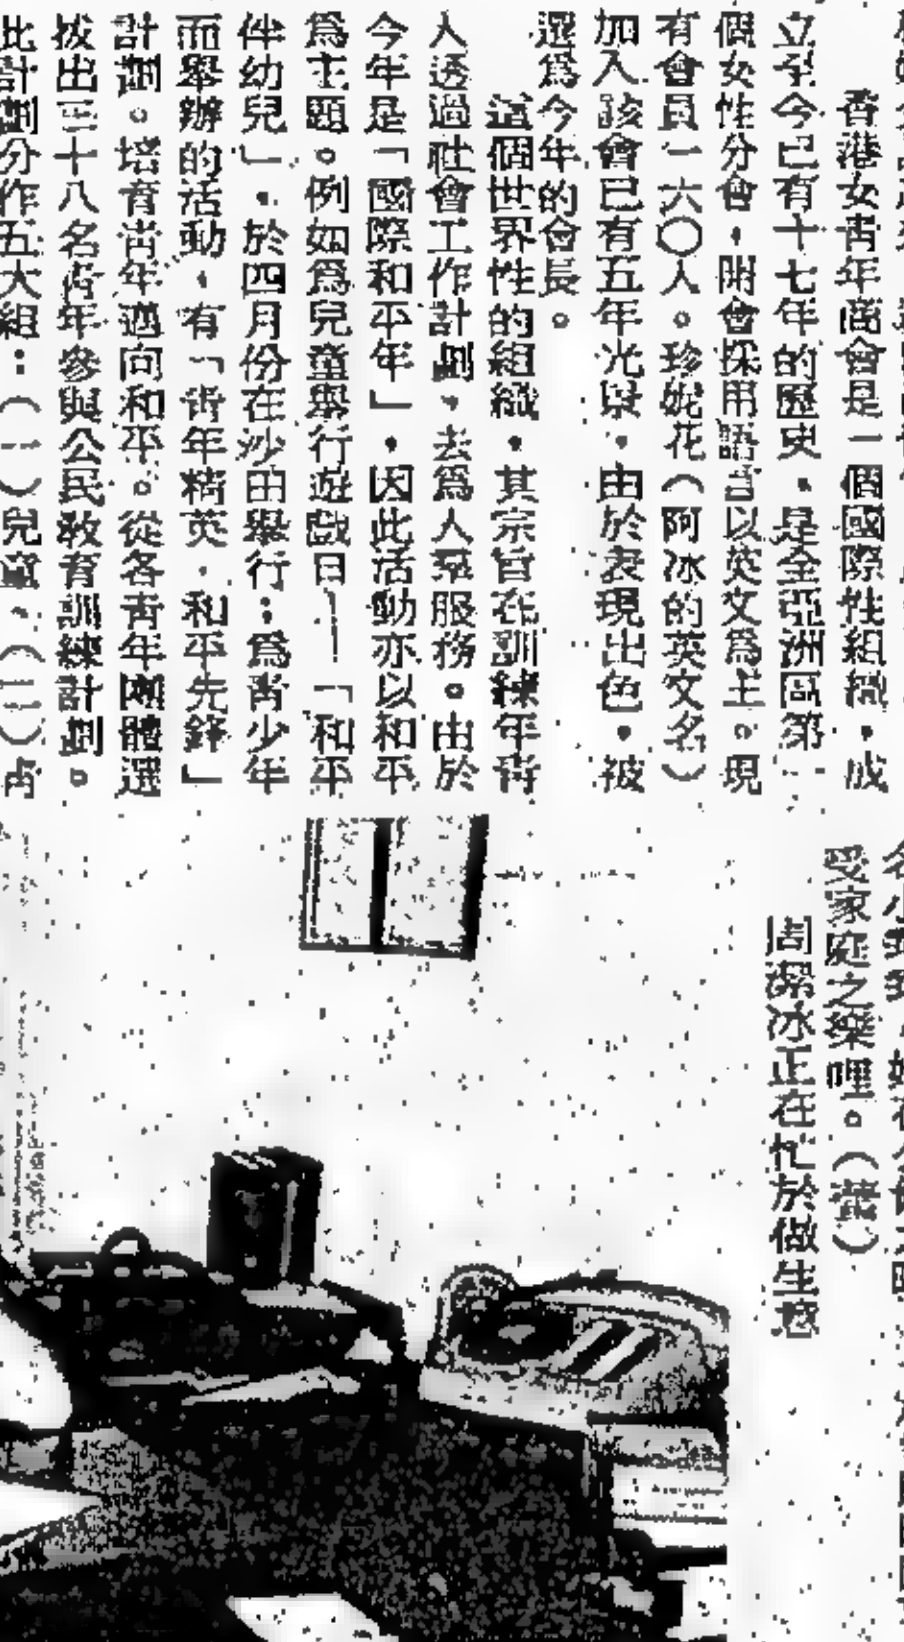 香港女青年商會是一個國際性組織，成
立至今已有十七年的歷史，是全亞洲區第一
個女性分會，開會採用語言以英文為主。現
有會員一六〇人。珍妮花（阿冰的英文名）
加入該會已有五年光景，由於表現出色，被
選為今年的會長。
這個世界性的組織，其宗旨在訓練年青
人透過社會工作計劃，去爲人羣服務。由於
今年是「國際和平年」，因此活動亦以和平
爲主題。例如爲兒童舉行遊戲日—「和平
伴幼兒」，於四月份在沙田舉行；爲青少年
而舉辦的活動，有「青年精英，和平先鋒」
計劃。培育青年邁向和平。從各青年團體選
拔出三十八名青年參與公民教育訓練計劃。
此計劃分作五大組：（一）兒童，（二）青
受家庭之樂哩。（蕭）
周潔冰正在忙於做生意